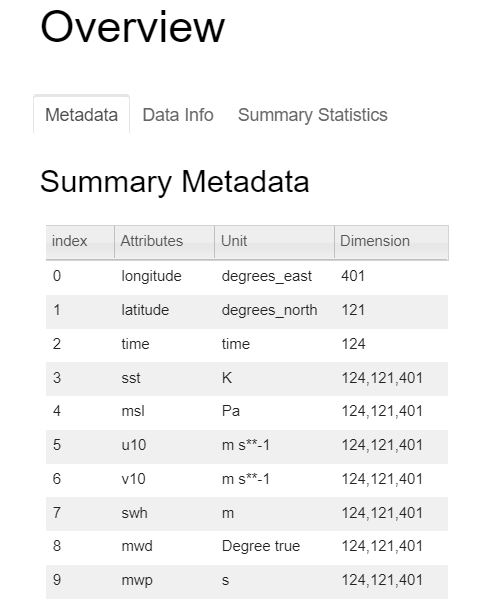 Overview
Metadata Data Info Summary Statistics
Summary Metadata
index Attributes Unit Dimension
0 longitude degrees_east 401
1 latitude degrees_north 121
2 time time 124
3 sst K 124,121,401
4 msl Pa 124,121,401
5 u10 m s**-1 124,121,401
6 v10 m s**-1 124,121,401
7 swh m 124,121,401
8 mwd Degree true 124,121,401
9 mwp s 124,121,401